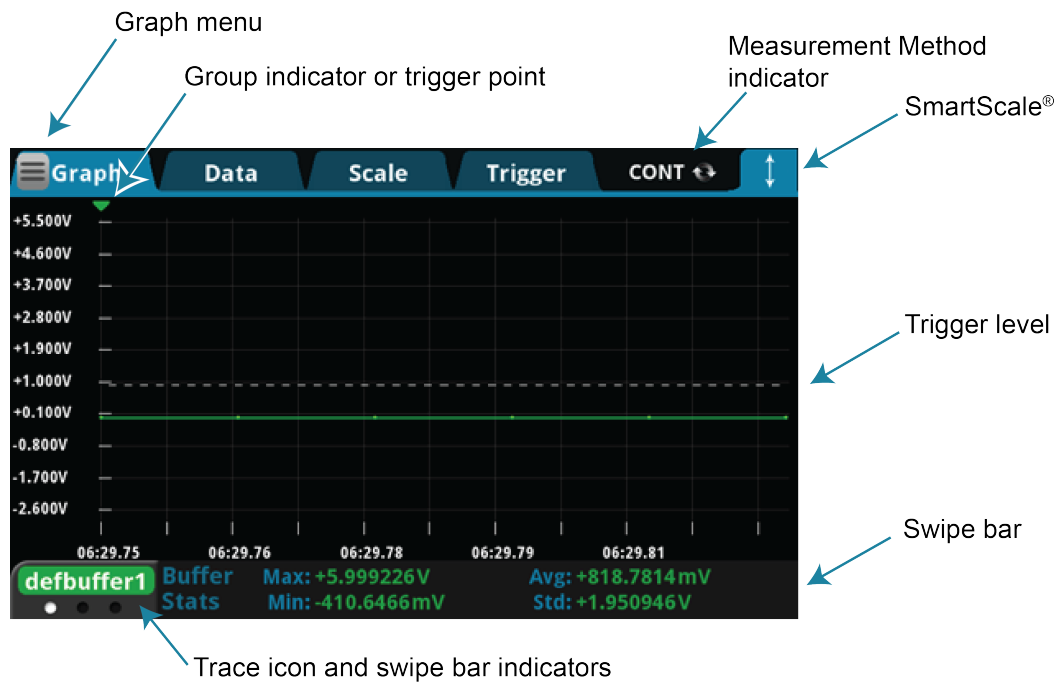 Graph menu
Group indicator or trigger point
Measurement Method
indicator
SmartScale®
Graph Data Scale Trigger CONT
+5.500V
+4.600V
+3.700V
+2.800V
+1.900V
+1.000V
+0.100V
-0.800V
-1.700V
-2.600V
Trigger level
06:29.75 06:29.76 06:29.78 06:29.79 06:29.81
Swipe bar
defbuffer1 Buffer Max: +5.999226V Avg: +818.7814mV
Stats Min: -410.6466mV Std: +1.950946V
Trace icon and swipe bar indicators